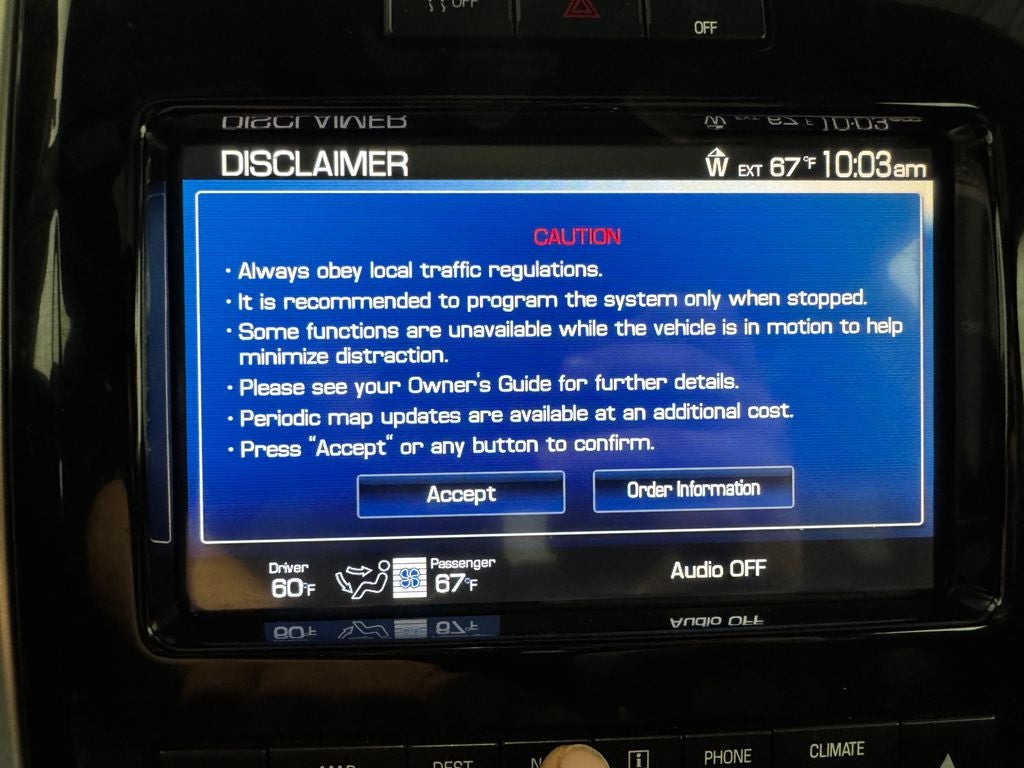 OFF
OFF
DISCLAIMER
W EXT 67°F 10:03am
CAUTION
• Always obey local traffic regulations.
• It is recommended to program the system only when stopped.
• Some functions are unavailable while the vehicle is in motion to help
minimize distraction.
• Please see your Owner's Guide for further details.
• Periodic map updates are available at an additional cost.
• Press "Accept" or any button to confirm.
Accept
Order Information
Driver
60°F
Passenger
67°F
Audio OFF
MAP
DEST
i
PHONE
CLIMATE